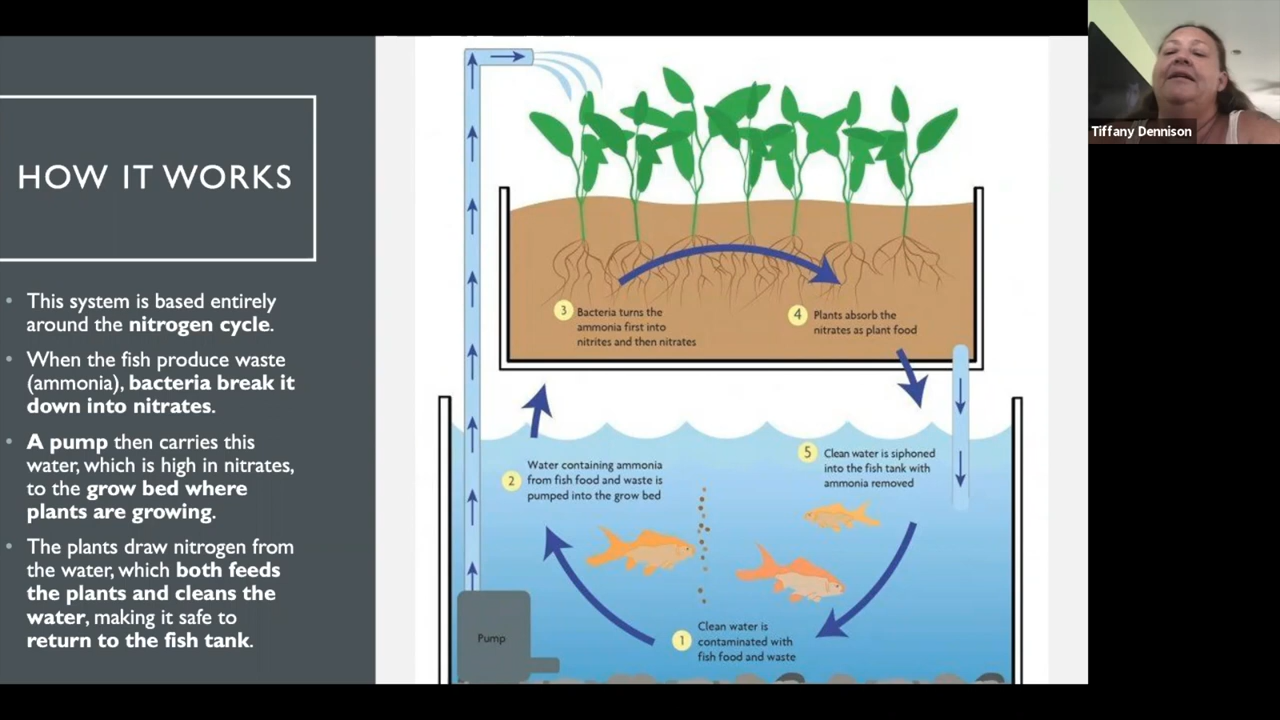 HOW IT WORKS
This system is based entirely
around the nitrogen cycle.
When the fish produce waste
(ammonia), bacteria break it
down into nitrates.
A pump then carries this
water, which is high in nitrates,
to the grow bed where
plants are growing.
The plants draw nitrogen from
the water, which both feeds
the plants and cleans the
water, making it safe to
return to the fish tank.
3 Bacteria turns the
ammonia first into
nitrites and then nitrates
4 Plants absorb the
nitrates as plant food
2 Water containing ammonia
from fish food and waste is
pumped into the grow bed
5 Clean water is siphoned
into the fish tank with
ammonia removed
1 Clean water is
contaminated with
fish food and waste
Pump
Tiffany Dennison